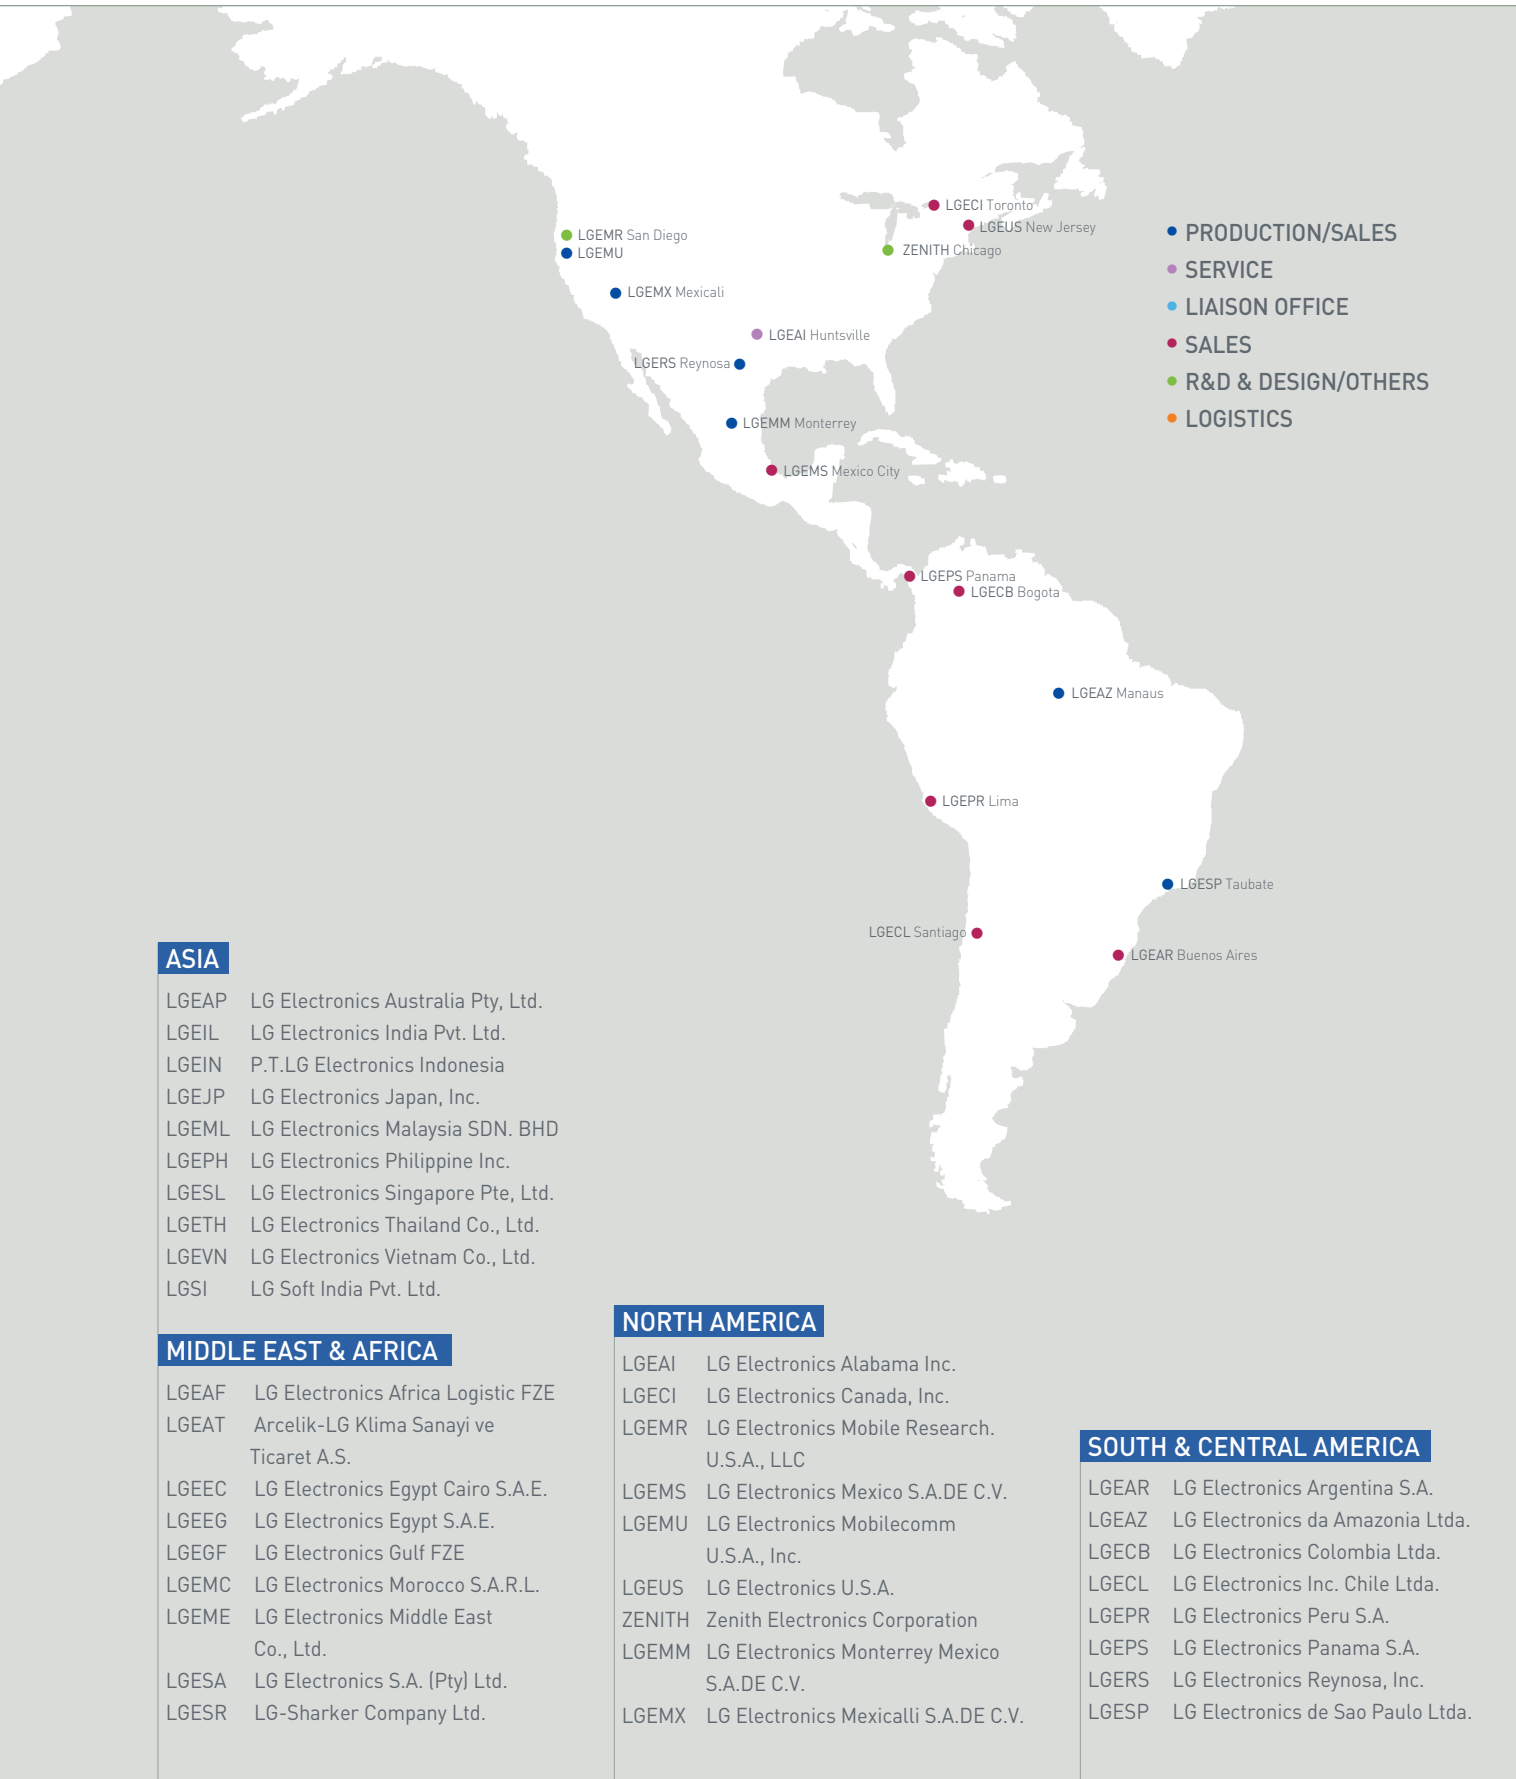 LGECI Toronto
LGEUS New Jersey
LGEMR San Diego
LGEMU
ZENITH Chicago
LGEMX Mexicali
LGEAI Huntsville
LGERS Reynosa
LGEMM Monterrey
LGEMS Mexico City
LGEPS Panama
LGECB Bogota
LGEAZ Manaus
LGEPR Lima
LGESP Taubate
LGECL Santiago
LGEAR Buenos Aires
PRODUCTION/SALES
SERVICE
LIAISON OFFICE
SALES
R&D & DESIGN/OTHERS
LOGISTICS
ASIA
LGEAP LG Electronics Australia Pty, Ltd.
LGEIL LG Electronics India Pvt. Ltd.
LGEIN P.T.LG Electronics Indonesia
LGEJP LG Electronics Japan, Inc.
LGEML LG Electronics Malaysia SDN. BHD
LGEPH LG Electronics Philippine Inc.
LGESL LG Electronics Singapore Pte, Ltd.
LGETH LG Electronics Thailand Co., Ltd.
LGEVN LG Electronics Vietnam Co., Ltd.
LGSI LG Soft India Pvt. Ltd.
MIDDLE EAST & AFRICA
LGEAF LG Electronics Africa Logistic FZE
LGEAT Arcelik-LG Klima Sanayi ve
Ticaret A.S.
LGEEC LG Electronics Egypt Cairo S.A.E.
LGEEG LG Electronics Egypt S.A.E.
LGEGF LG Electronics Gulf FZE
LGEMC LG Electronics Morocco S.A.R.L.
LGEME LG Electronics Middle East
Co., Ltd.
LGESA LG Electronics S.A. (Pty) Ltd.
LGESR LG-Sharker Company Ltd.
NORTH AMERICA
LGEAI LG Electronics Alabama Inc.
LGECI LG Electronics Canada, Inc.
LGEMR LG Electronics Mobile Research.
U.S.A., LLC
LGEMS LG Electronics Mexico S.A.DE C.V.
LGEMU LG Electronics Mobilecomm
U.S.A., Inc.
LGEUS LG Electronics U.S.A.
ZENITH Zenith Electronics Corporation
LGEMM LG Electronics Monterrey Mexico
S.A.DE C.V.
LGEMX LG Electronics Mexicalli S.A.DE C.V.
SOUTH & CENTRAL AMERICA
LGEAR LG Electronics Argentina S.A.
LGEAZ LG Electronics da Amazonia Ltda.
LGECB LG Electronics Colombia Ltda.
LGECL LG Electronics Inc. Chile Ltda.
LGEPR LG Electronics Peru S.A.
LGEPS LG Electronics Panama S.A.
LGERS LG Electronics Reynosa, Inc.
LGESP LG Electronics de Sao Paulo Ltda.